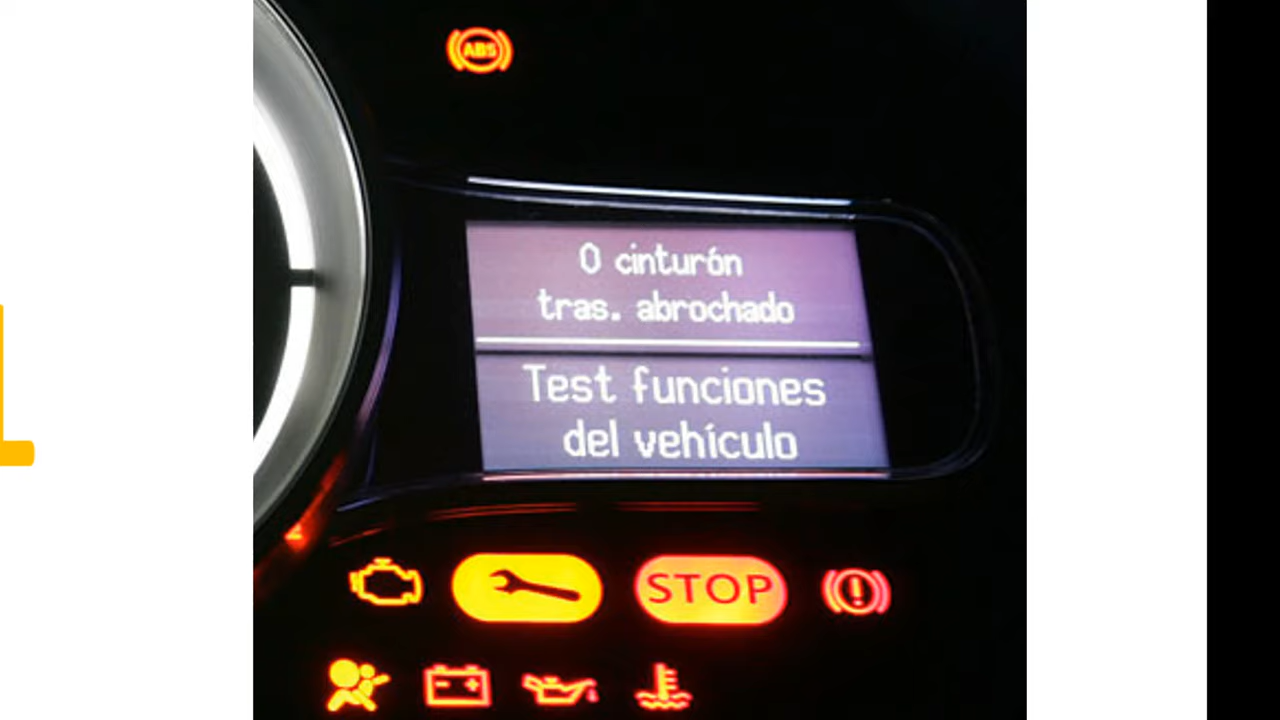 ABS
0 cinturón
tras. abrochado
Test funciones
del vehículo
STOP